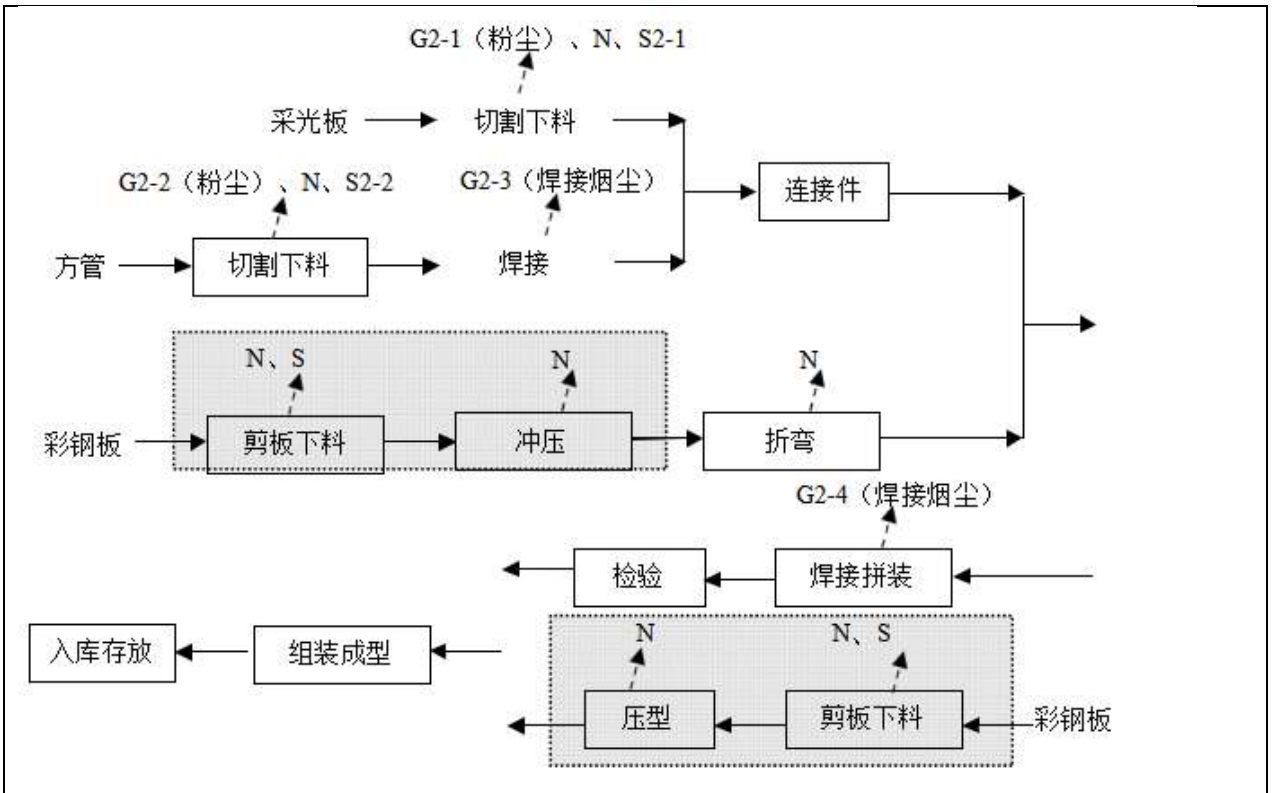 G2-1（粉尘）、N、S2-1
采光板 切割下料
G2-2（粉尘）、N、S2-2 G2-3（焊接烟尘）
连接件
方管 切割下料 焊接
N、S N N
彩钢板 剪板下料 冲压 折弯
G2-4（焊接烟尘）
检验 焊接拼装
入库存放 组装成型
N N、S
压型 剪板下料 彩钢板